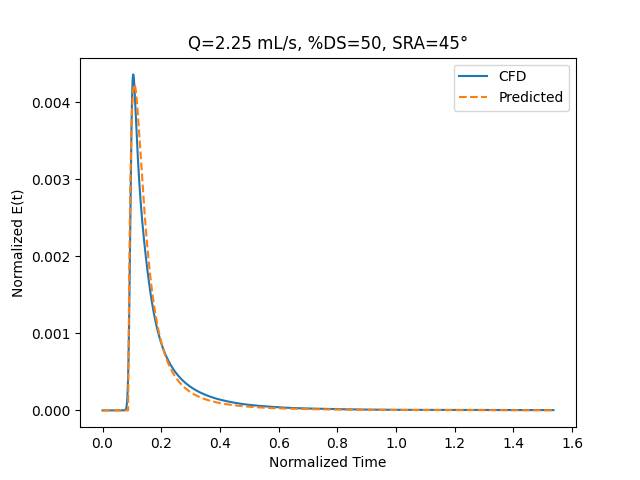 Q=2.25 mL/s, %DS=50, SRA=45°
CFD
Predicted
Normalized E(t)
0.004
0.003
0.002
0.001
0.000
0.0 0.2 0.4 0.6 0.8 1.0 1.2 1.4 1.6
Normalized Time